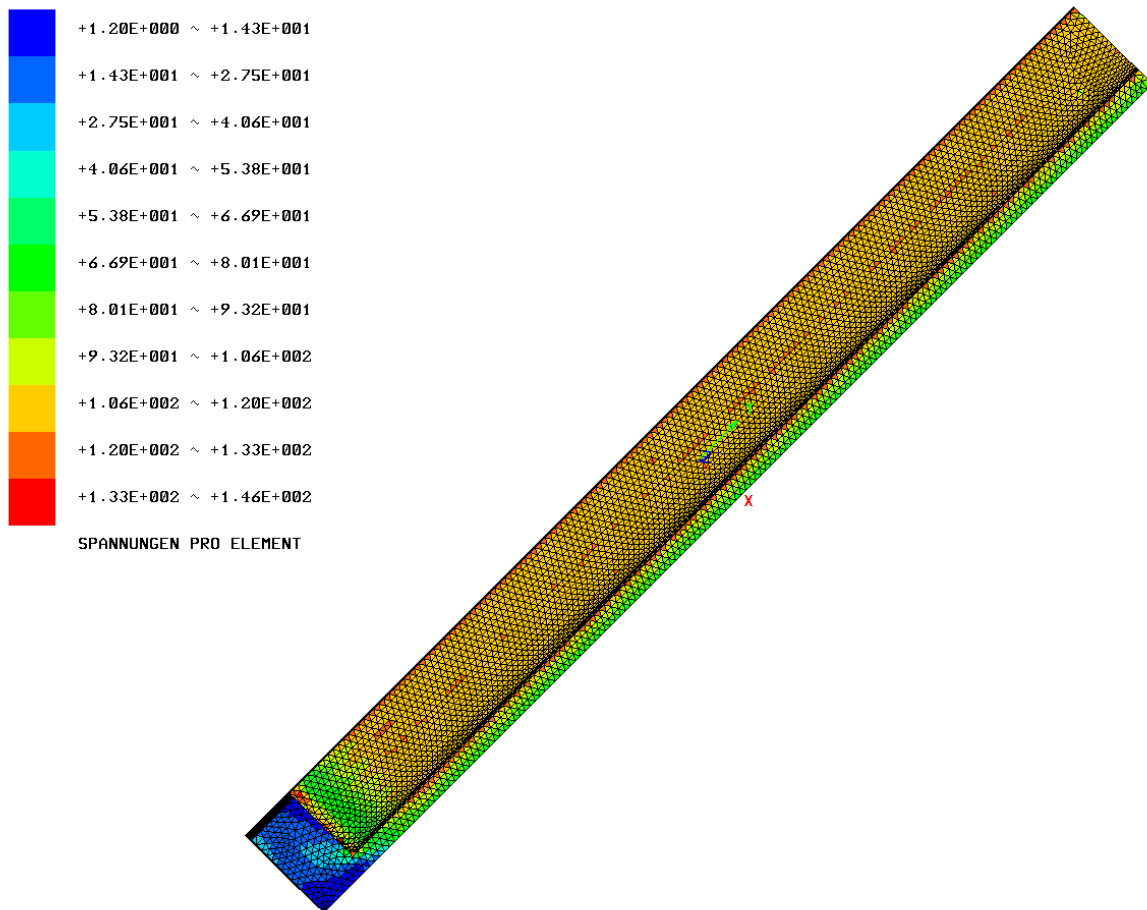 +1.20E+000 ~ +1.43E+001
+1.43E+001 ~ +2.75E+001
+2.75E+001 ~ +4.06E+001
+4.06E+001 ~ +5.38E+001
+5.38E+001 ~ +6.69E+001
+6.69E+001 ~ +8.01E+001
+8.01E+001 ~ +9.32E+001
+9.32E+001 ~ +1.06E+002
+1.06E+002 ~ +1.20E+002
+1.20E+002 ~ +1.33E+002
+1.33E+002 ~ +1.46E+002
SPANNUNGEN PRO ELEMENT
X